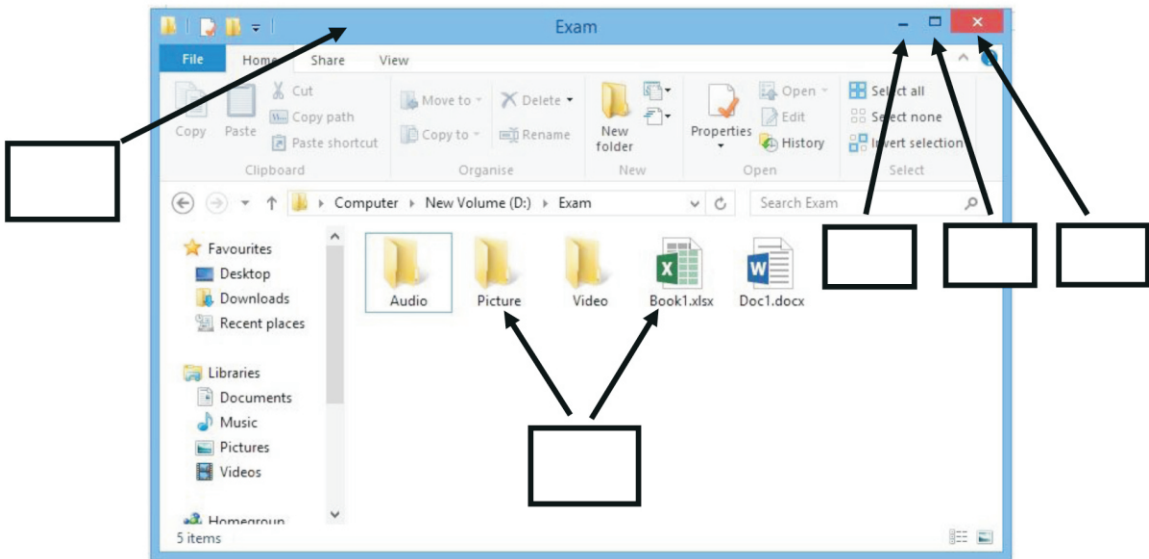 Exam
File Home Share View
Copy
Paste
Cut
Copy path
Paste shortcut
Clipboard
Move to
Copy to
Delete
Rename
Organise
New folder
New
Properties
Open
Edit
History
Open
Select all
Select none
Invert selection
Select
Computer New Volume (D:) Exam
Search Exam
Favourites
Desktop
Downloads
Recent places
Libraries
Documents
Music
Pictures
Videos
Homegroup
Audio
Picture
Video
Book1.xlsx
Doc1.docx
5 items